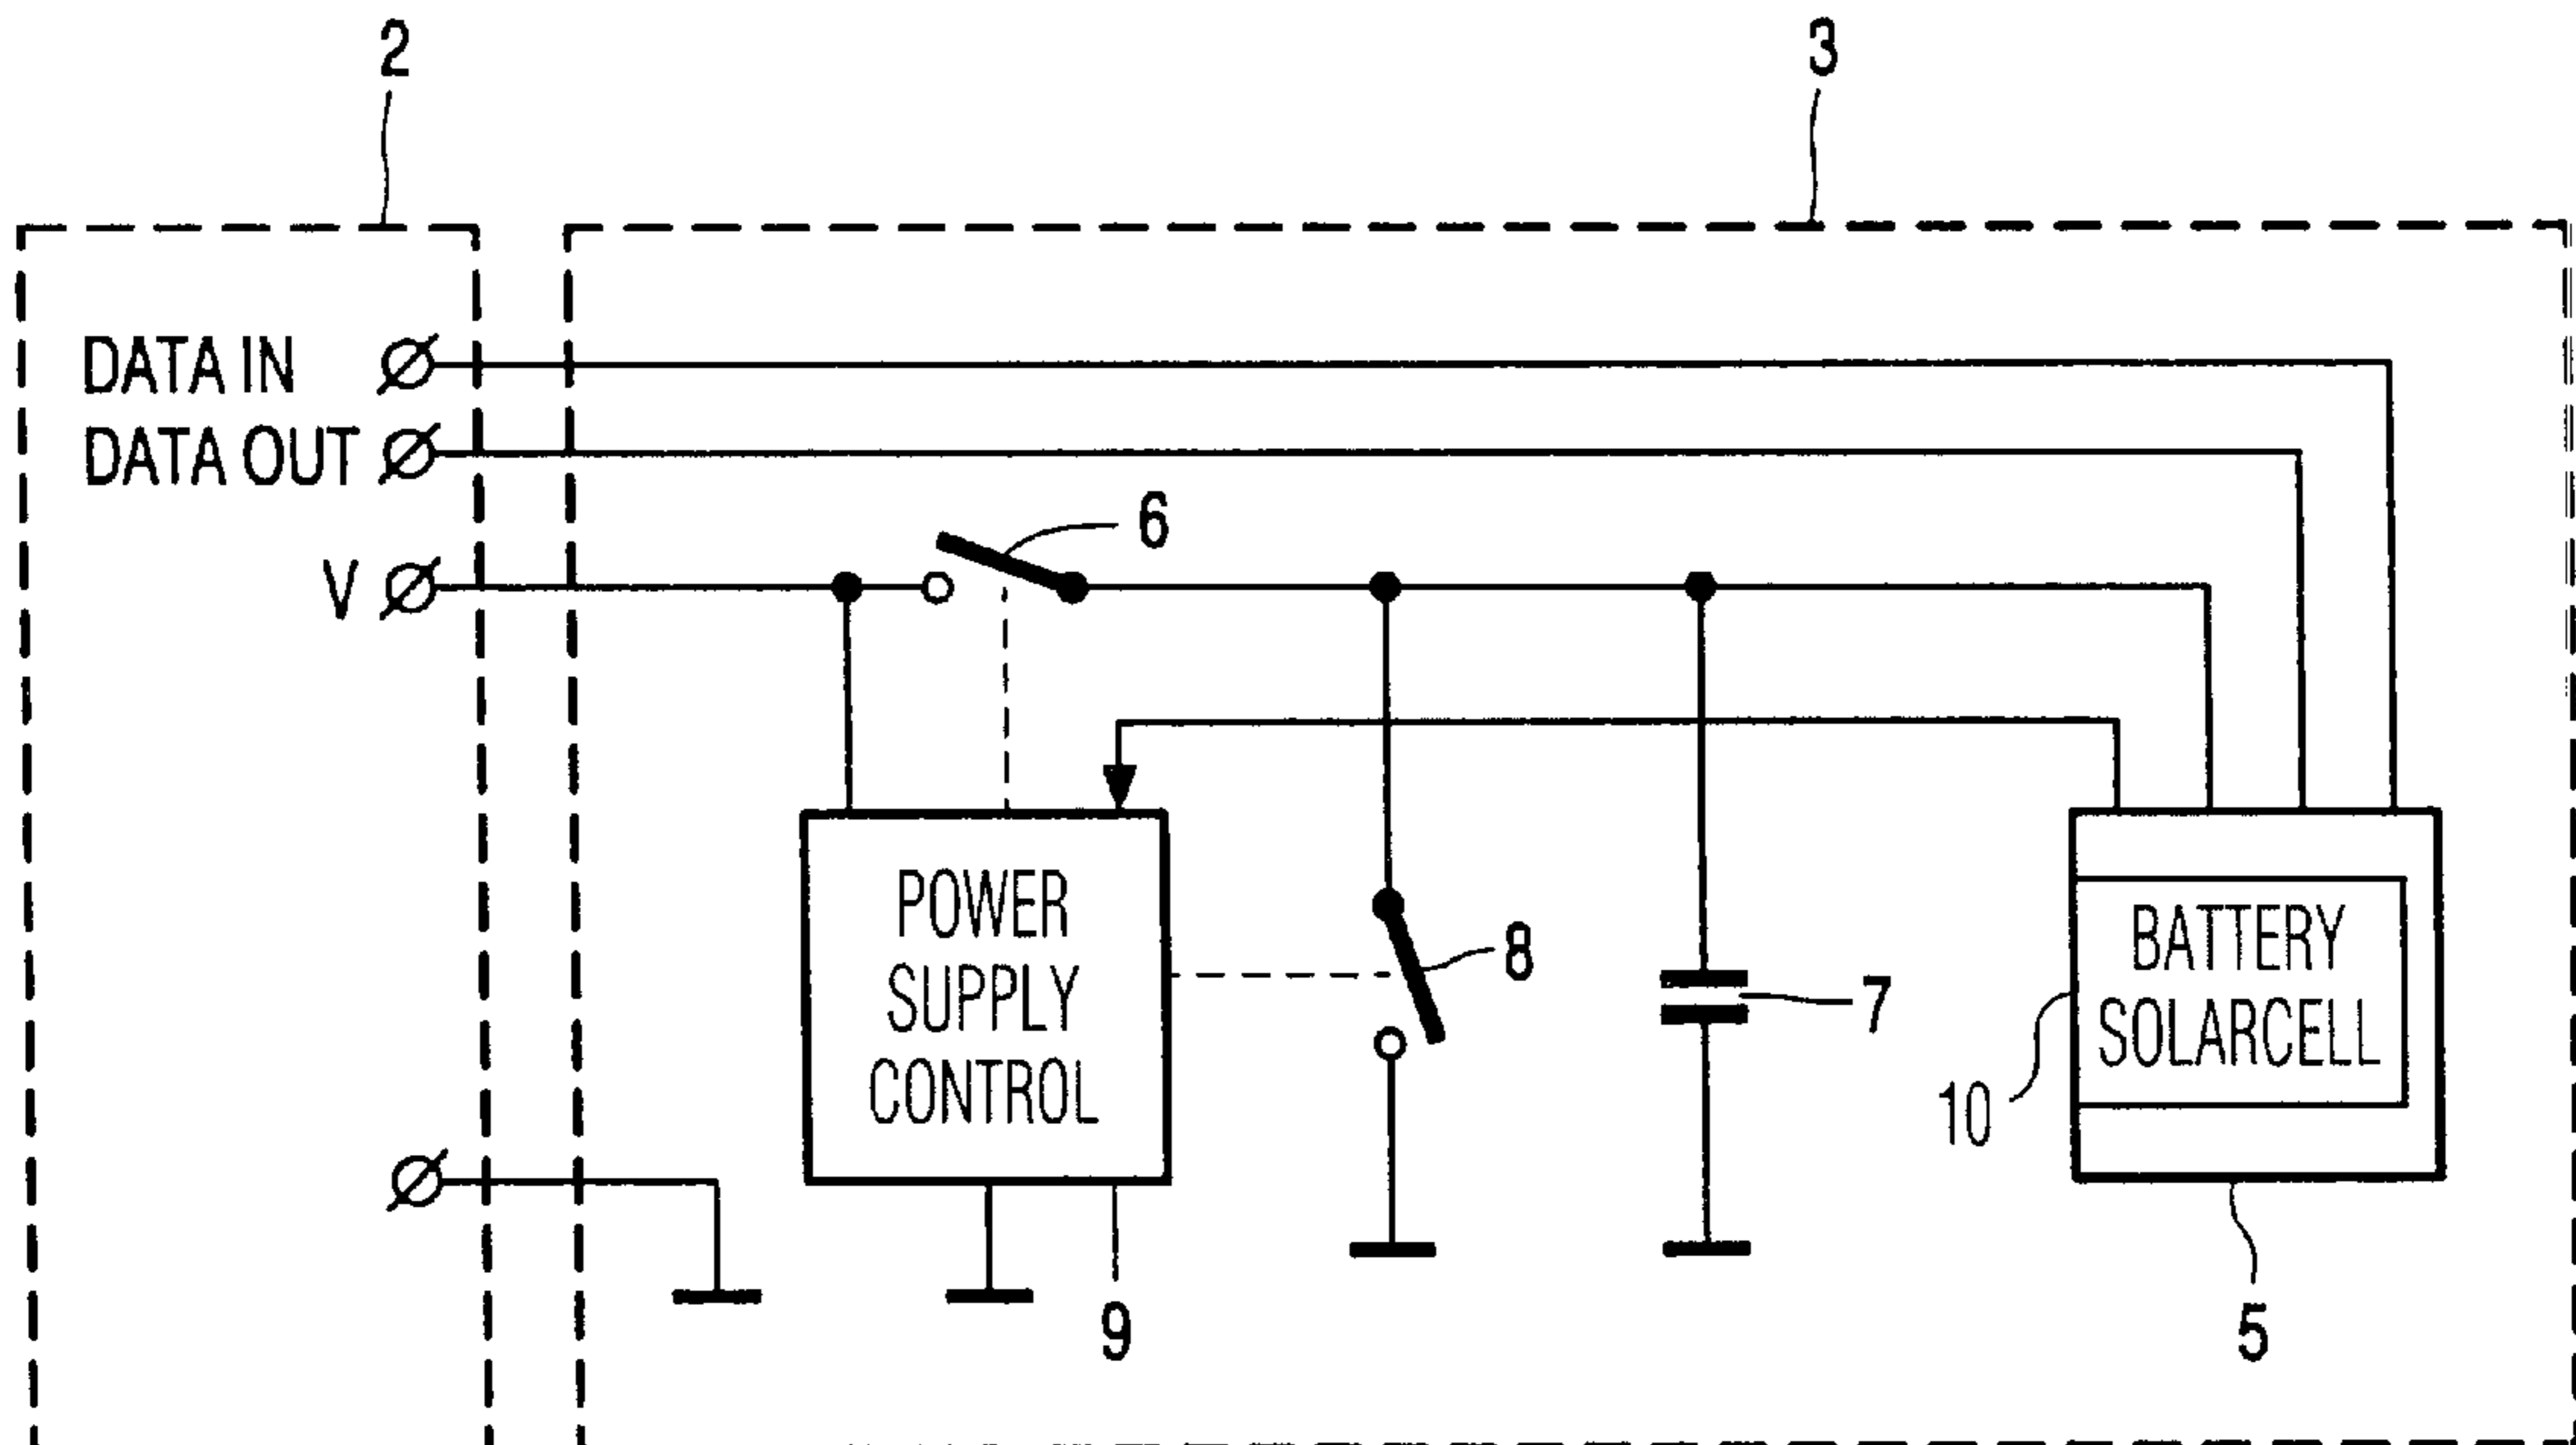 2
3
DATA IN
DATA OUT
6
V
POWER
SUPPLY
CONTROL
8
7
BATTERY
SOLARCELL
10
9
5